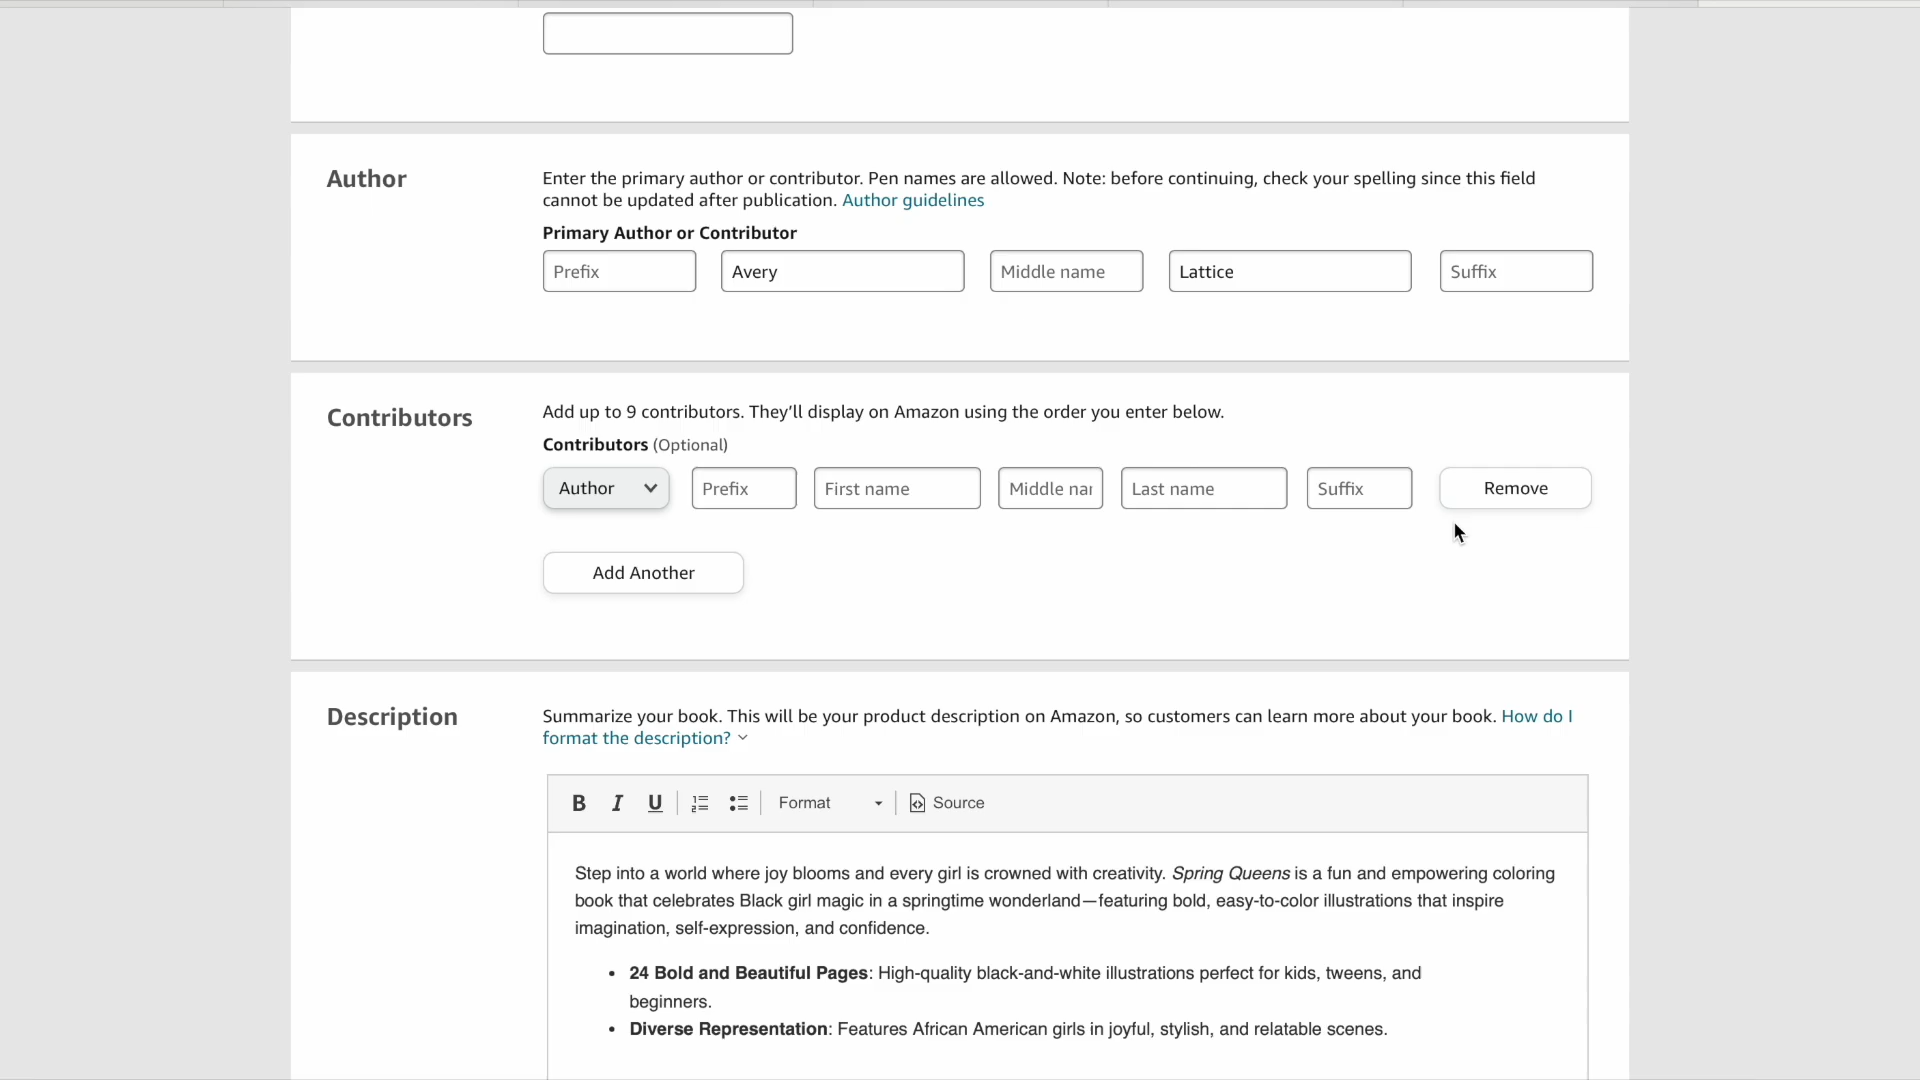 Author
Enter the primary author or contributor. Pen names are allowed. Note: before continuing, check your spelling since this field
cannot be updated after publication. Author guidelines
Primary Author or Contributor
Prefix
Avery
Middle name
Lattice
Suffix
Contributors
Add up to 9 contributors. They’ll display on Amazon using the order you enter below.
Contributors (Optional)
Author
Prefix
First name
Middle nar
Last name
Suffix
Remove
Add Another
Description
Summarize your book. This will be your product description on Amazon, so customers can learn more about your book. How do I
format the description?
B I U
Format
Source
Step into a world where joy blooms and every girl is crowned with creativity. Spring Queens is a fun and empowering coloring
book that celebrates Black girl magic in a springtime wonderland—featuring bold, easy-to-color illustrations that inspire
imagination, self-expression, and confidence.
• 24 Bold and Beautiful Pages: High-quality black-and-white illustrations perfect for kids, tweens, and
beginners.
• Diverse Representation: Features African American girls in joyful, stylish, and relatable scenes.